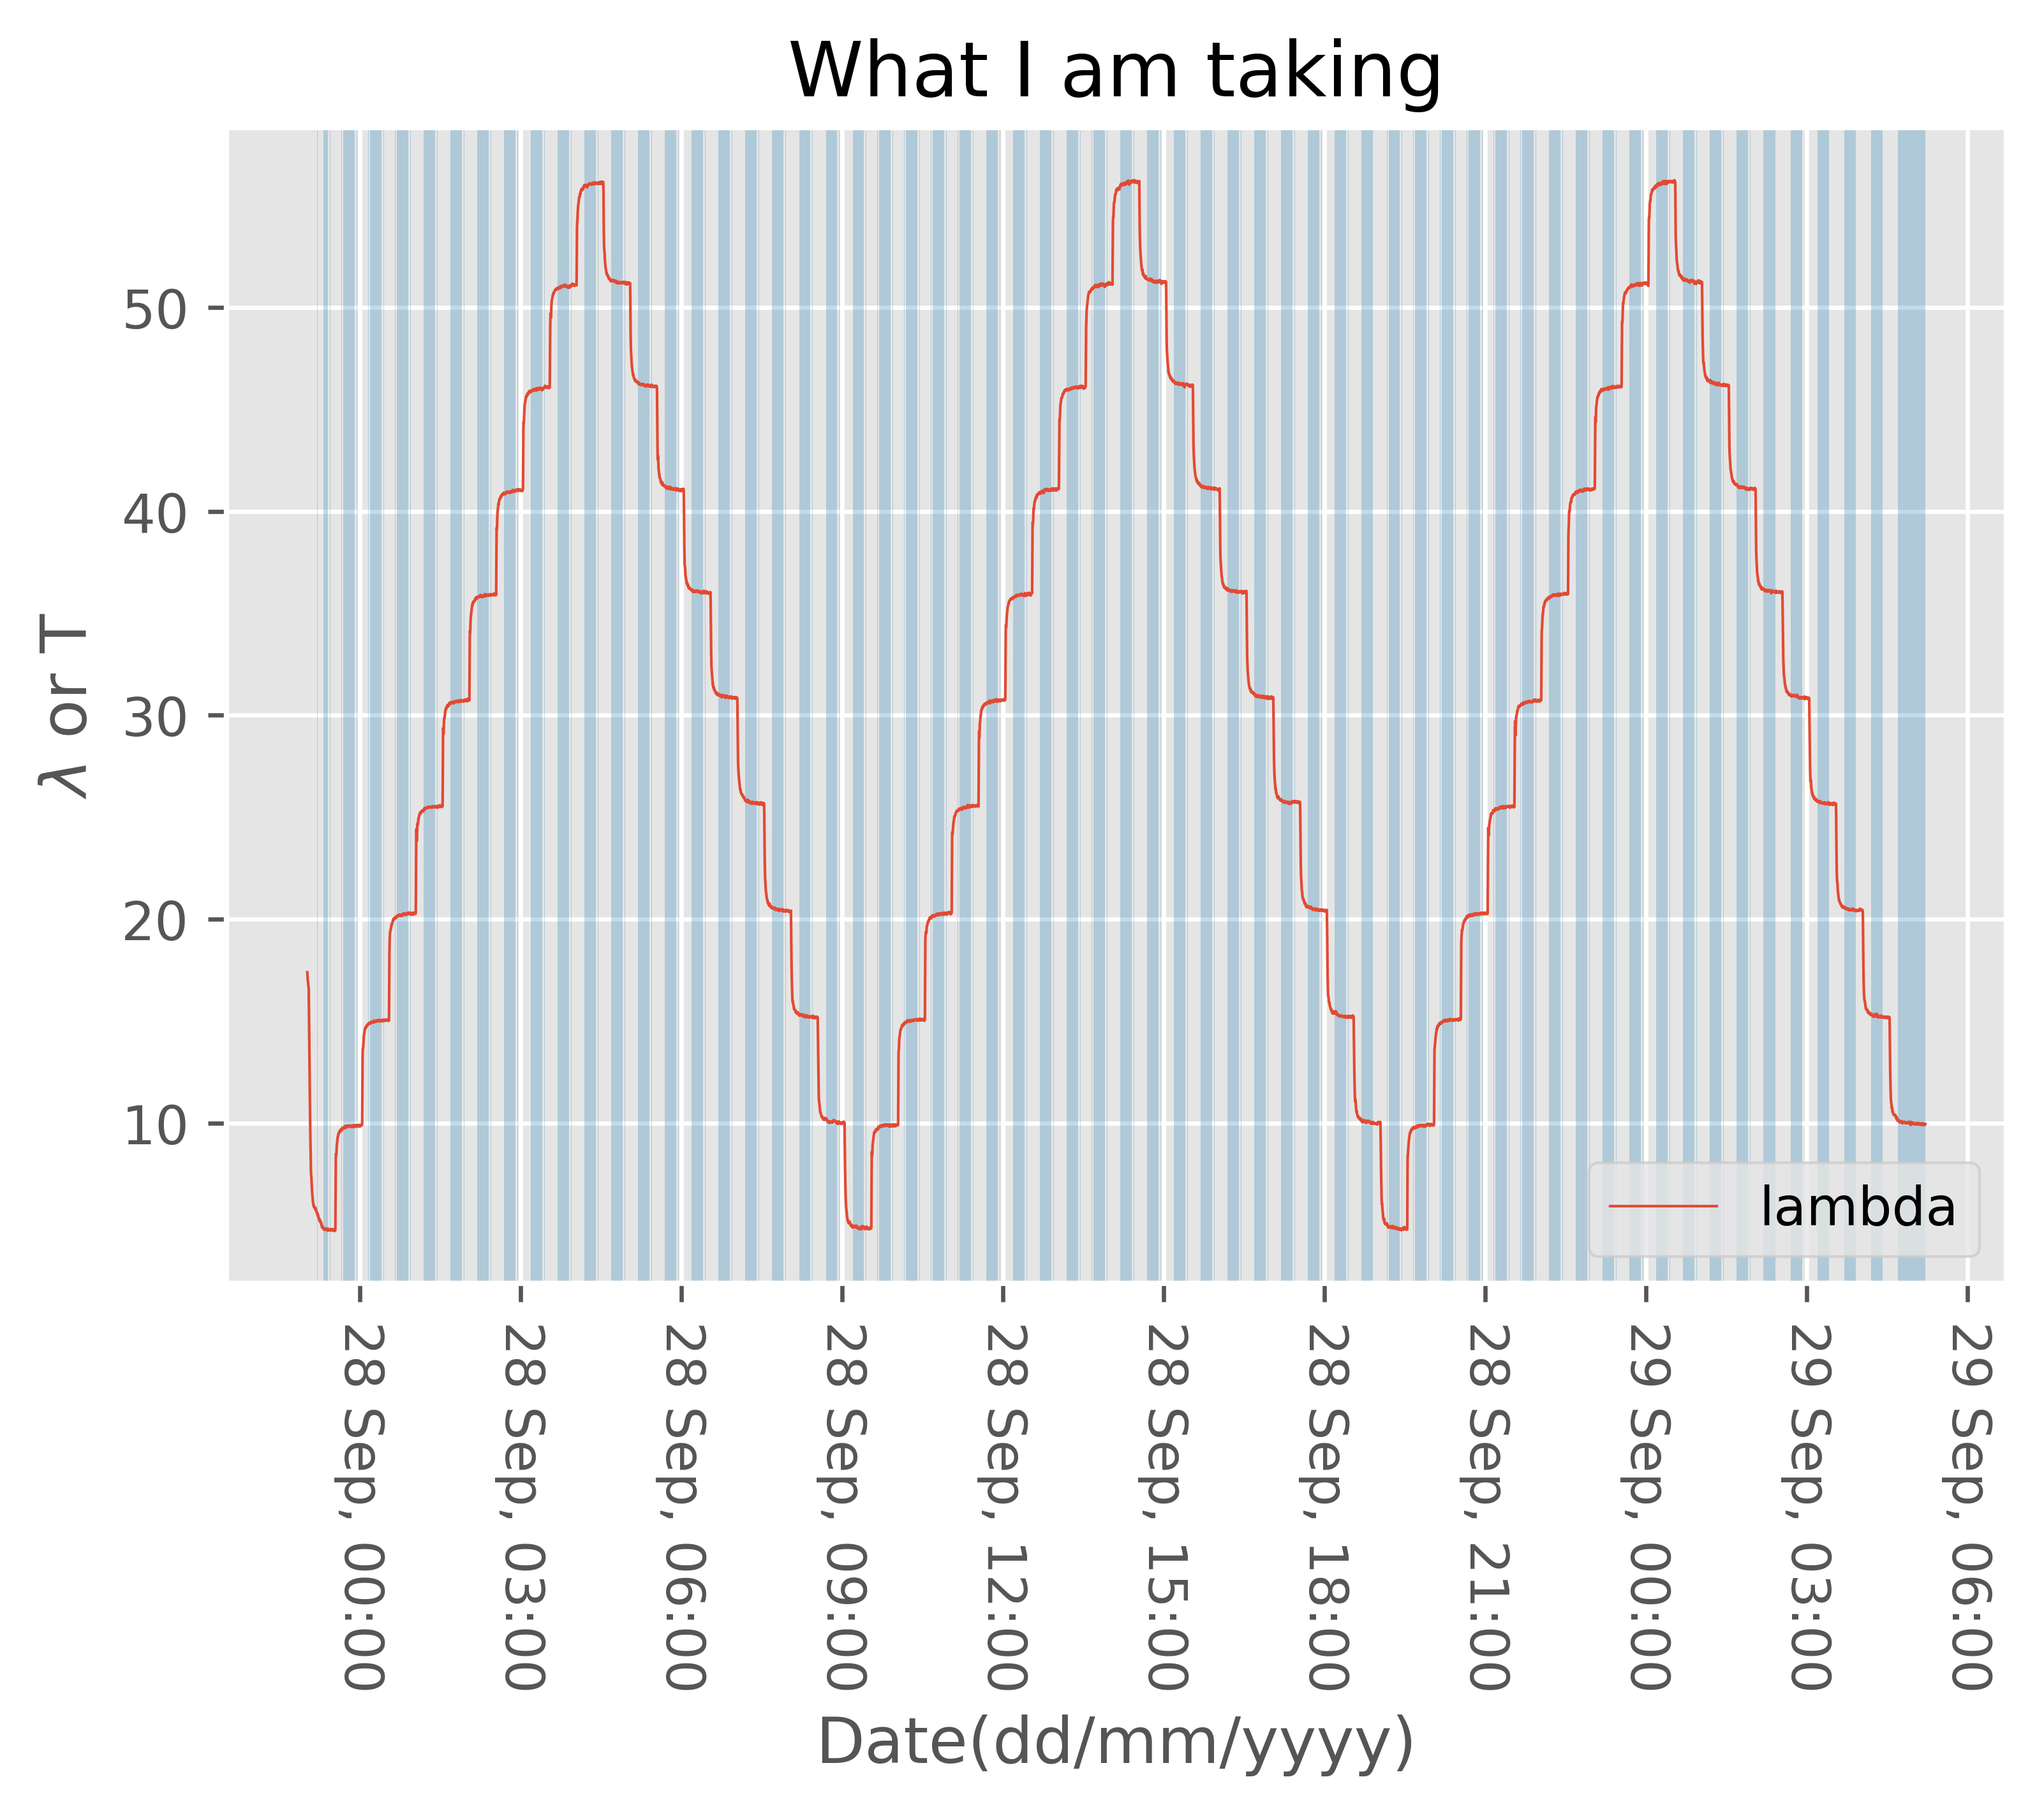 What I am taking
λ or T
50
40
30
20
10
lambda
28 Sep, 00:00
28 Sep, 03:00
28 Sep, 06:00
28 Sep, 09:00
28 Sep, 12:00
28 Sep, 15:00
28 Sep, 18:00
28 Sep, 21:00
29 Sep, 00:00
29 Sep, 03:00
29 Sep, 06:00
Date(dd/mm/yyyy)